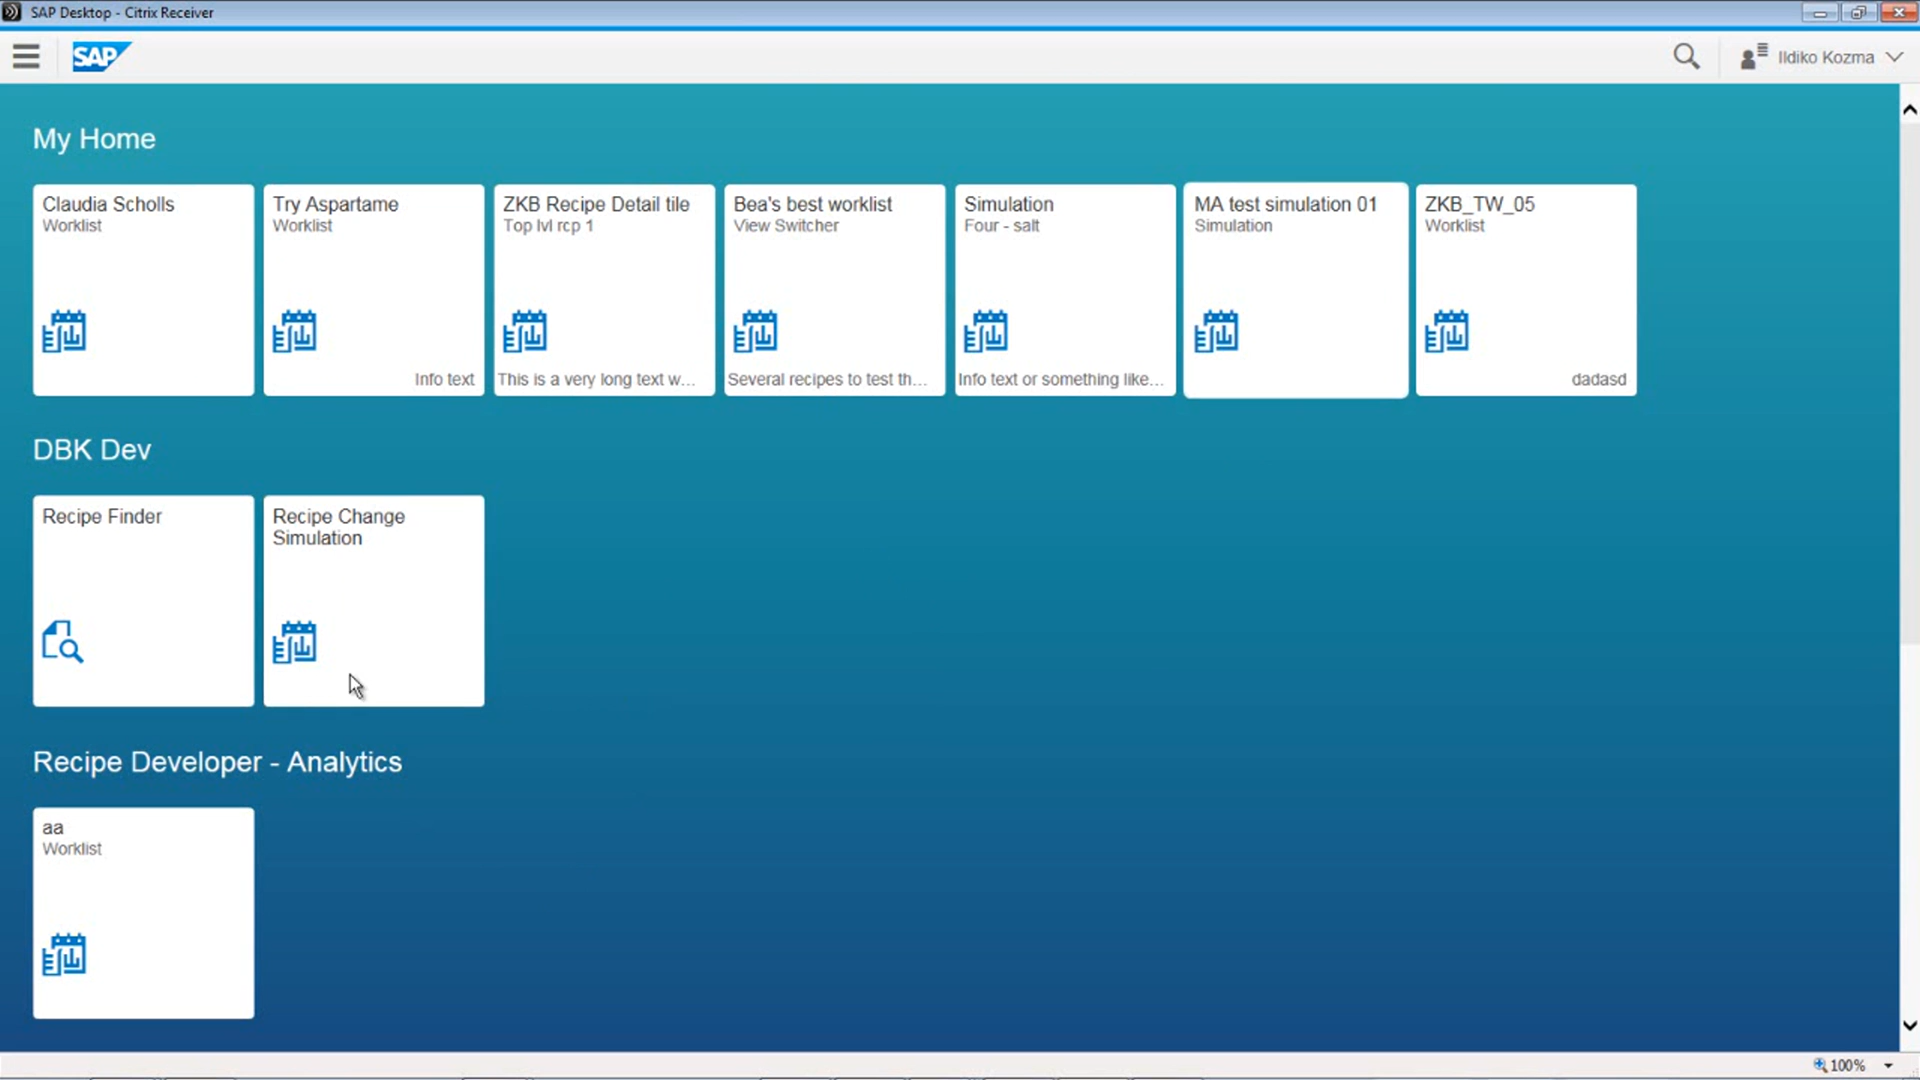 SAP Desktop - Citrix Receiver
SAP
Ildiko Kozma
My Home
Claudia Scholls
Worklist
Try Aspartame
Worklist
Info text
ZKB Recipe Detail tile
Top lvl rcp 1
This is a very long text w...
Bea's best worklist
View Switcher
Several recipes to test th...
Simulation
Four - salt
Info text or something like...
MA test simulation 01
Simulation
ZKB_TW_05
Worklist
dadasd
DBK Dev
Recipe Finder
Recipe Change
Simulation
Recipe Developer - Analytics
aa
Worklist
100%